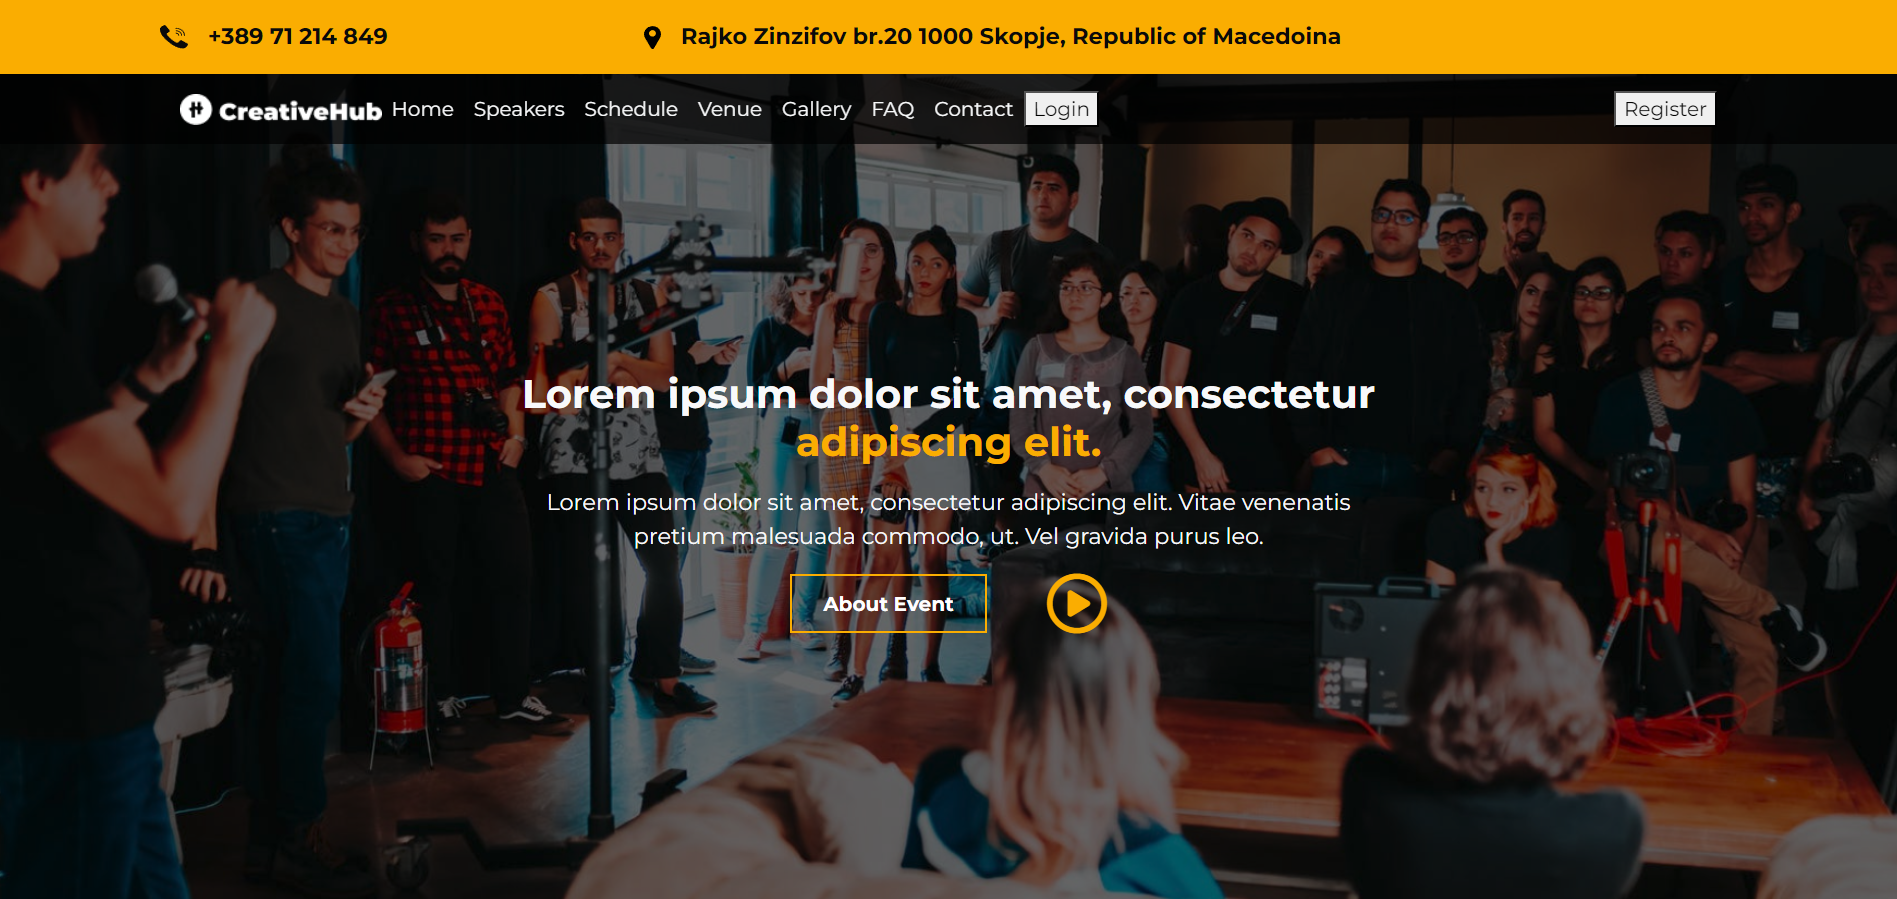 +389 71 214 849
Rajko Zinzifov br.20 1000 Skopje, Republic of Macedoina
CreativeHub Home Speakers Schedule Venue Gallery FAQ Contact Login Register
Lorem ipsum dolor sit amet, consectetur
adipiscing elit.
Lorem ipsum dolor sit amet, consectetur adipiscing elit. Vitae venenatis
pretium malesuada commodo, ut. Vel gravida purus leo.
About Event